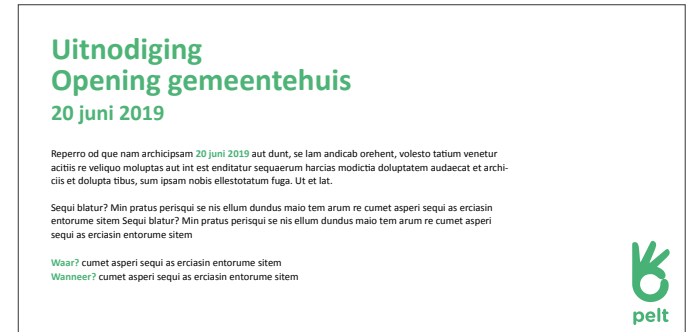 Uitnodiging
Opening gemeentehuis
20 juni 2019
Reperro od que nam archicipsam 20 juni 2019 aut dunt, se lam andicab orehent, volesto tatium venetur
acitiis re veliquo moluptas aut int est enditatur sequaerum harcias modictia doluptatem audaecat et archi-
ciis et dolupta tibus, sum ipsam nobis ellestotatum fuga. Ut et lat.
Sequi blatur? Min pratus perisqui se nis ellum dundus maio tem arum re cumet asperi sequi as erciasin
entorume sitem Sequi blatur? Min pratus perisqui se nis ellum dundus maio tem arum re cumet asperi
sequi as erciasin entorume sitem
Waar? cumet asperi sequi as erciasin entorume sitem
Wanneer? cumet asperi sequi as erciasin entorume sitem
pelt